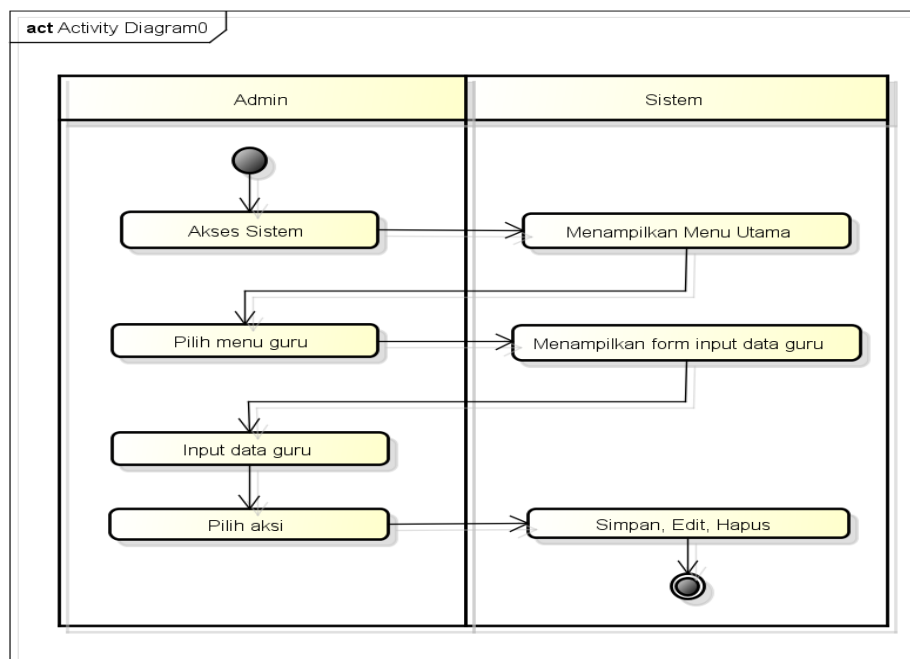 act Activity Diagram0
Admin
Sistem
Akses Sistem
Menampilkan Menu Utama
Pilih menu guru
Menampilkan form input data guru
Input data guru
Pilih aksi
Simpan, Edit, Hapus